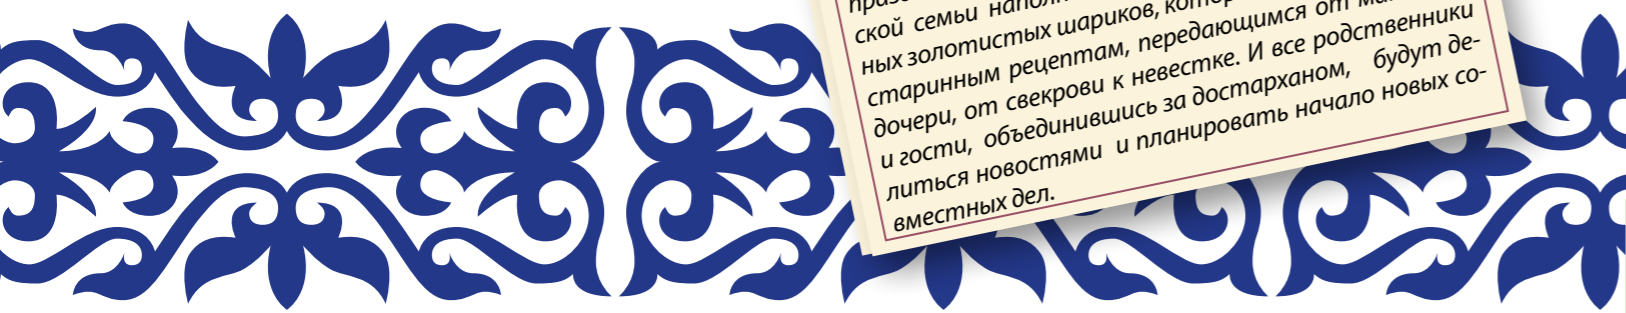 ской семьи
ных золотистых шариков,
старинным рецептам, передающимся от
дочери, от свекрови к невестке. И все родственники
и гости, объединившись за достарханом, будут де-
литься новостями и планировать начало новых со-
вместных дел.